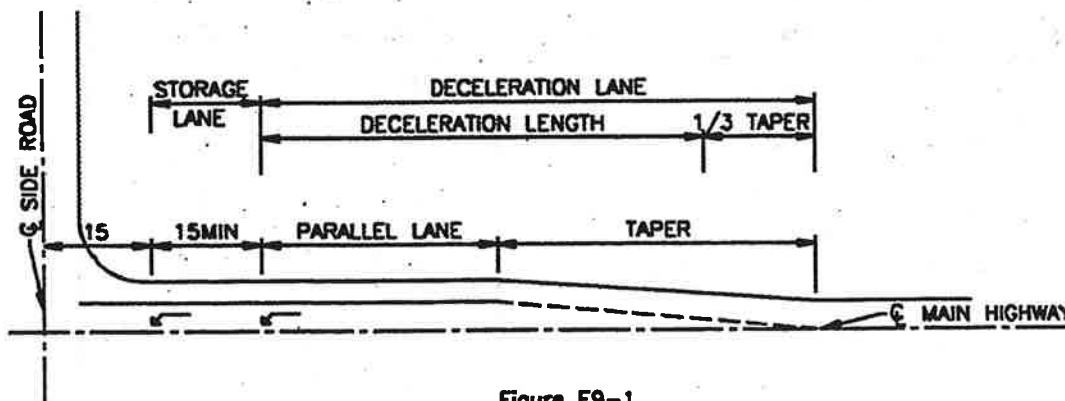 STORAGE
LANE
DECELERATION LANE
DECELERATION LENGTH
1/3 TAPER
℄ SIDE ROAD
15
15MIN
PARALLEL LANE
TAPER
℄ MAIN HIGHWAY
Figure E9-1